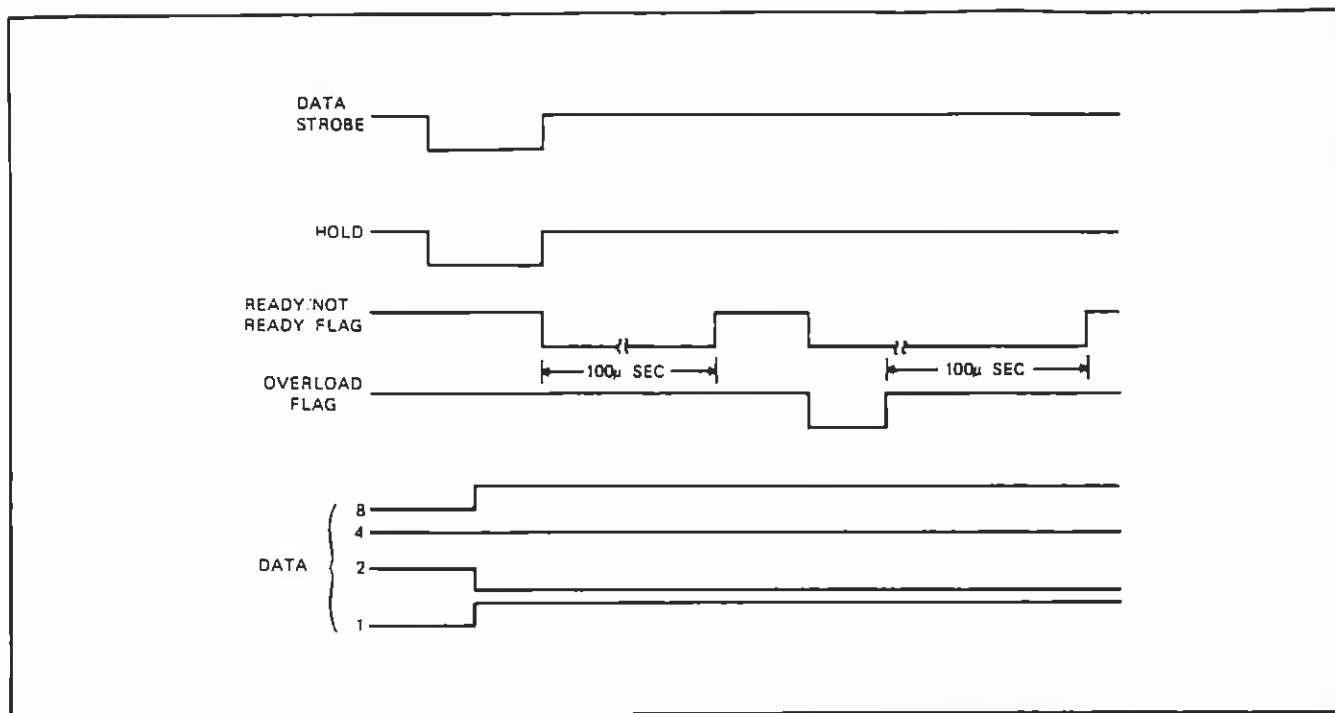 DATA
STROBE
HOLD
READY/NOT
READY FLAG
100µ SEC
100µ SEC
OVERLOAD
FLAG
DATA
8
4
2
1